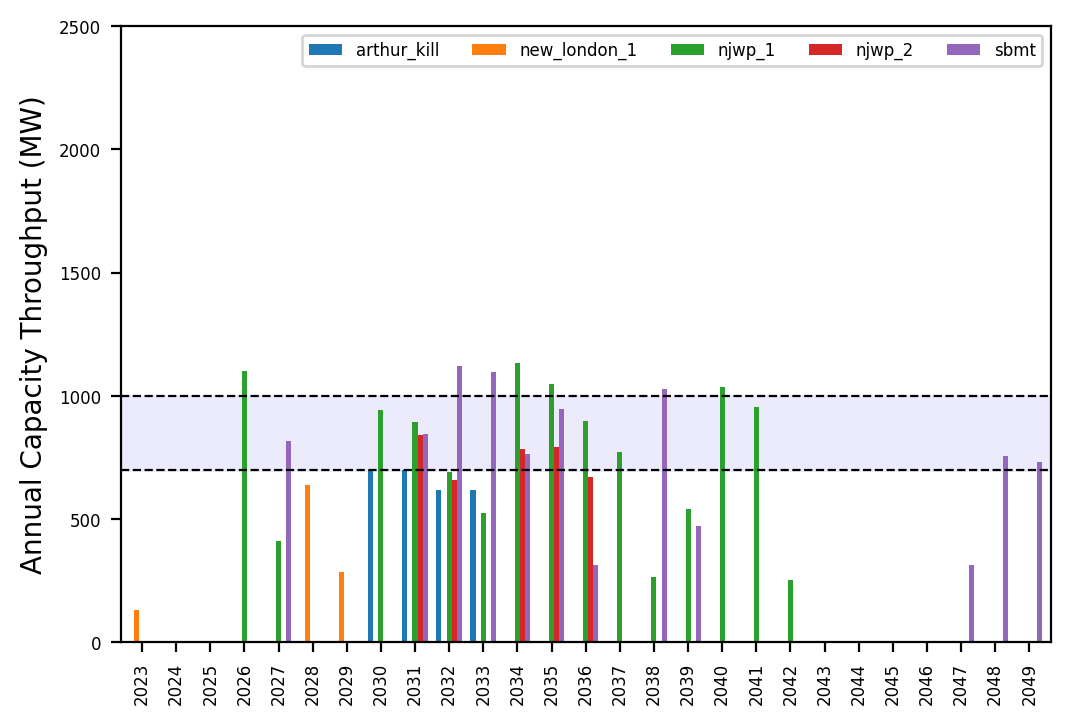 Annual Capacity Throughput (MW)
2500
2000
1500
1000
500
0
arthur_kill new_london_1 njwp_1 njwp_2 sbmt
2023 2024 2025 2026 2027 2028 2029 2030 2031 2032 2033 2034 2035 2036 2037 2038 2039 2040 2041 2042 2043 2044 2045 2046 2047 2048 2049